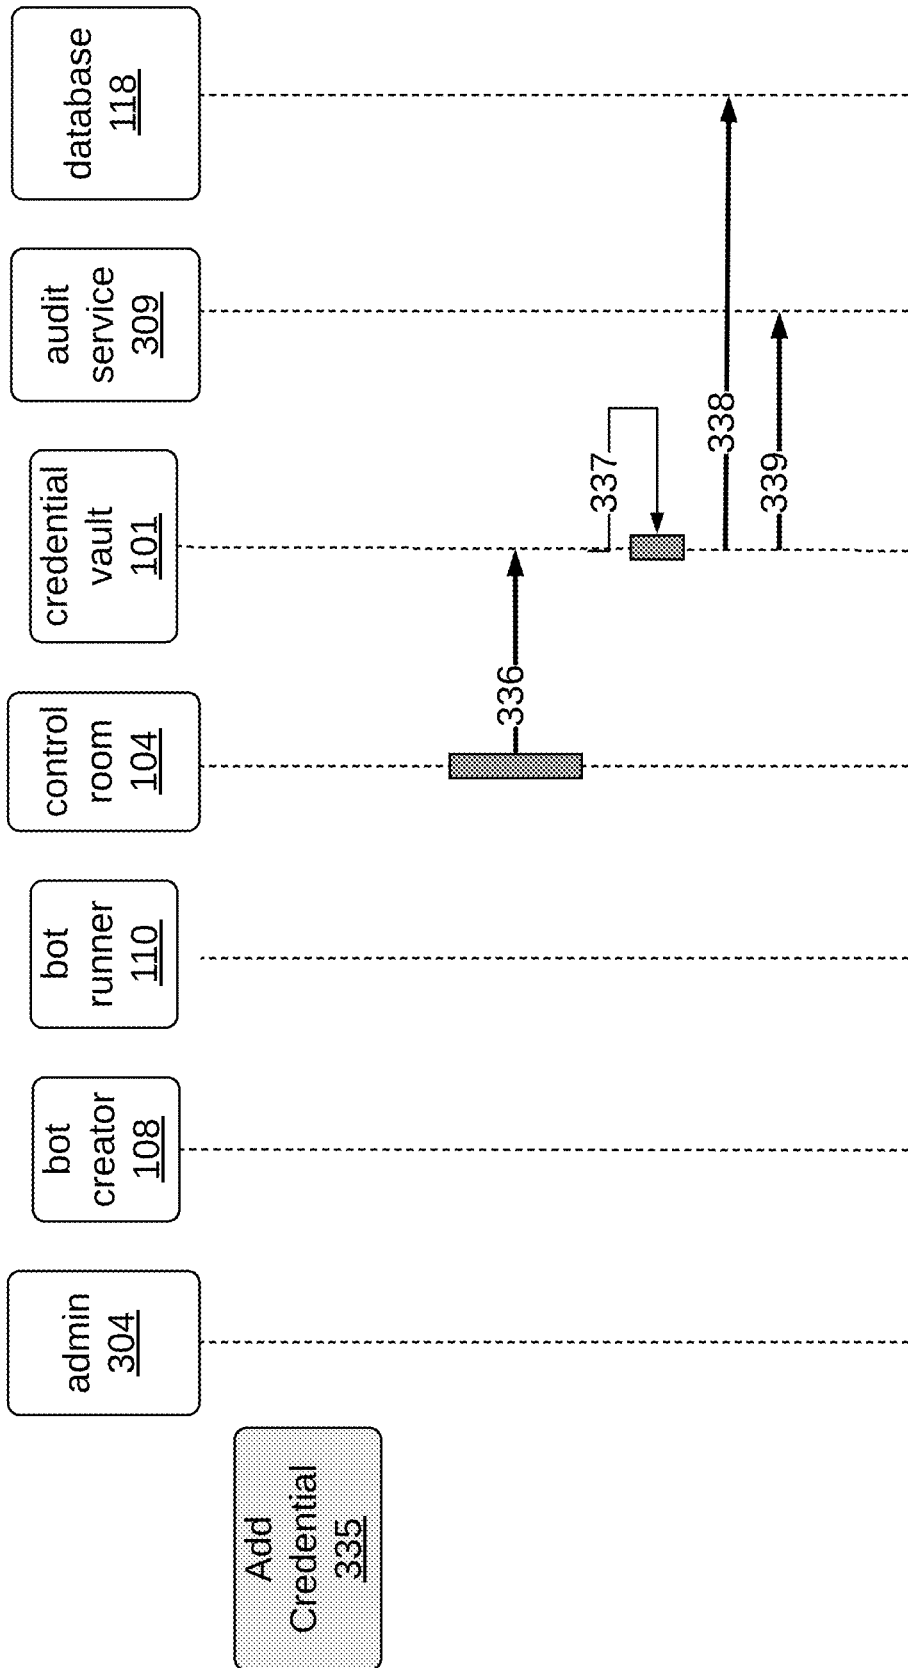 admin
304
bot
creator
108
bot
runner
110
control
room
104
credential
vault
101
audit
service
309
database
118
Add
Credential
335
336
337
338
339